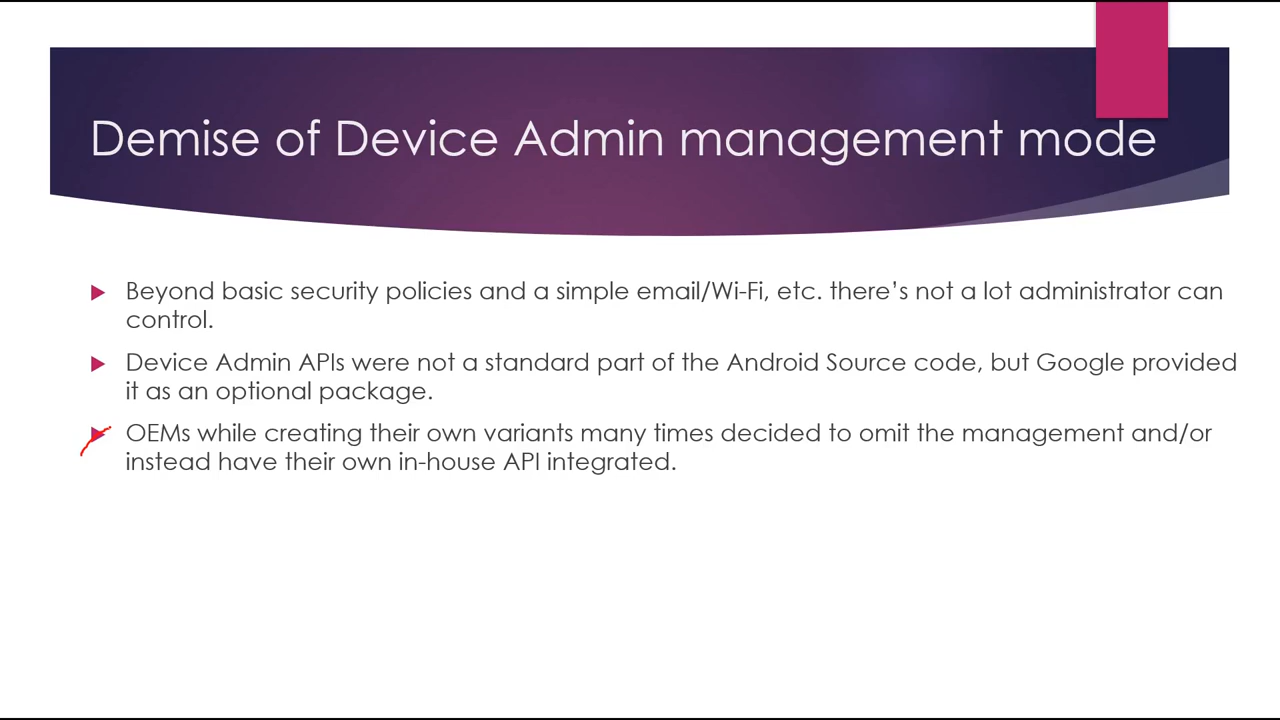 Demise of Device Admin management mode
Beyond basic security policies and a simple email/Wi-Fi, etc. there's not a lot administrator can
control.
Device Admin APIs were not a standard part of the Android Source code, but Google provided
it as an optional package.
OEMs while creating their own variants many times decided to omit the management and/or
instead have their own in-house API integrated.